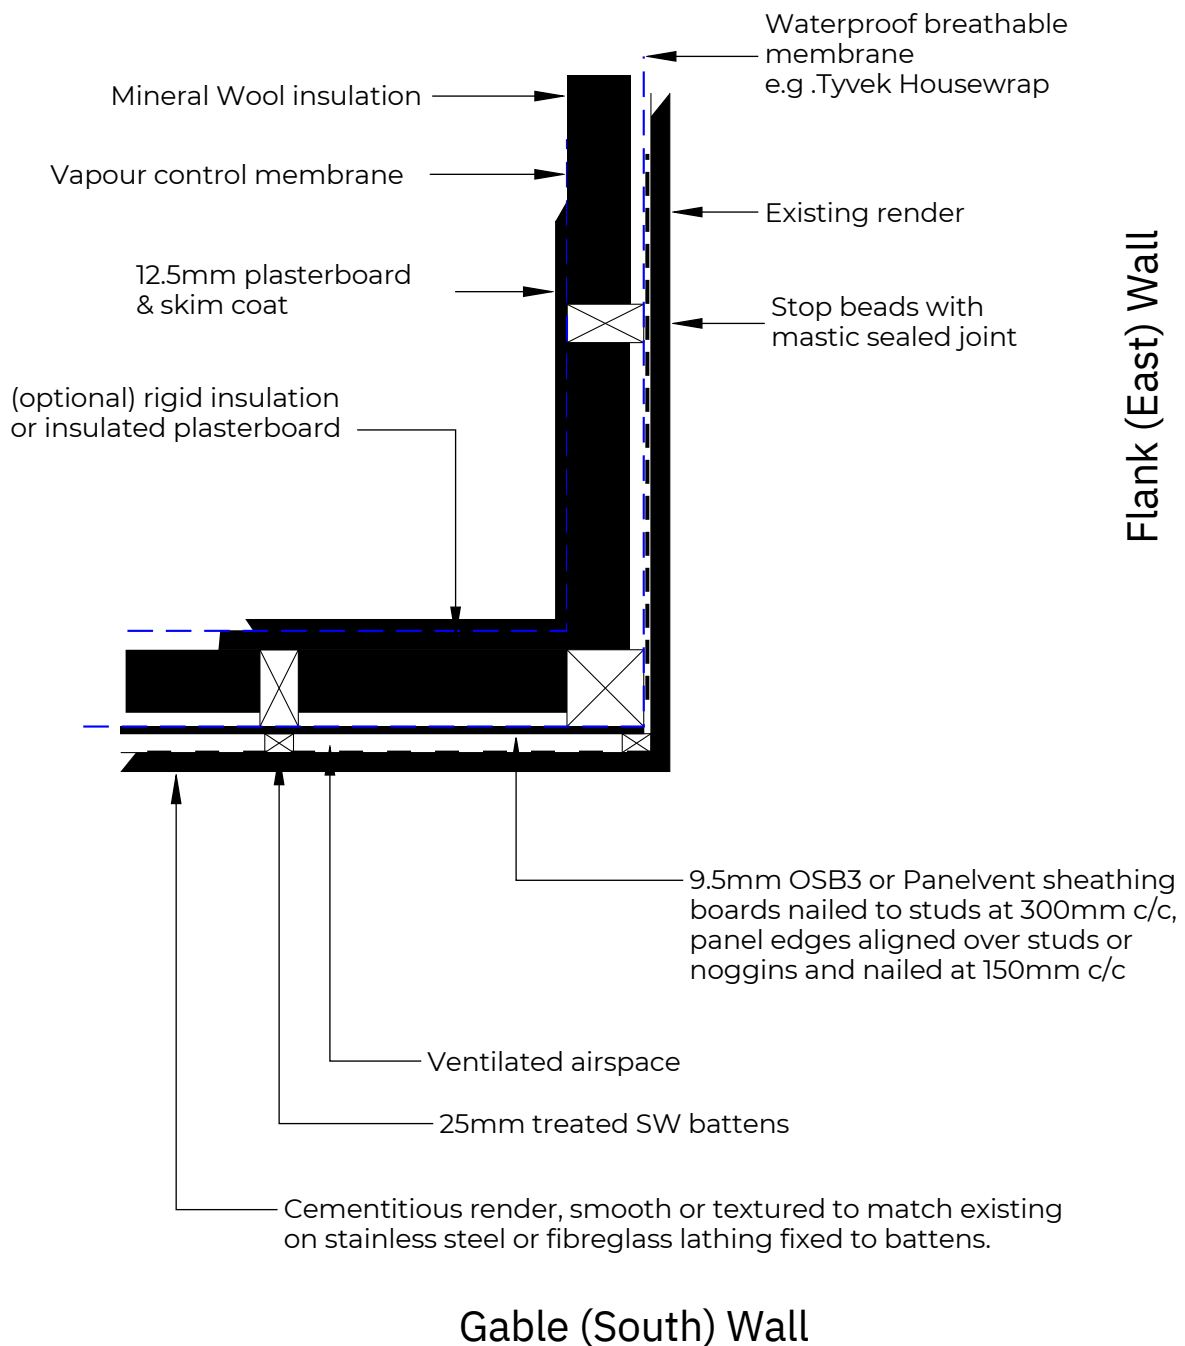 Waterproof breathable
membrane
e.g .Tyvek Housewrap
Mineral Wool insulation
Vapour control membrane
Existing render
12.5mm plasterboard
& skim coat
Stop beads with
mastic sealed joint
Flank (East) Wall
(optional) rigid insulation
or insulated plasterboard
9.5mm OSB3 or Panelvent sheathing
boards nailed to studs at 300mm c/c,
panel edges aligned over studs or
noggins and nailed at 150mm c/c
Ventilated airspace
25mm treated SW battens
Cementitious render, smooth or textured to match existing
on stainless steel or fibreglass lathing fixed to battens.
Gable (South) Wall